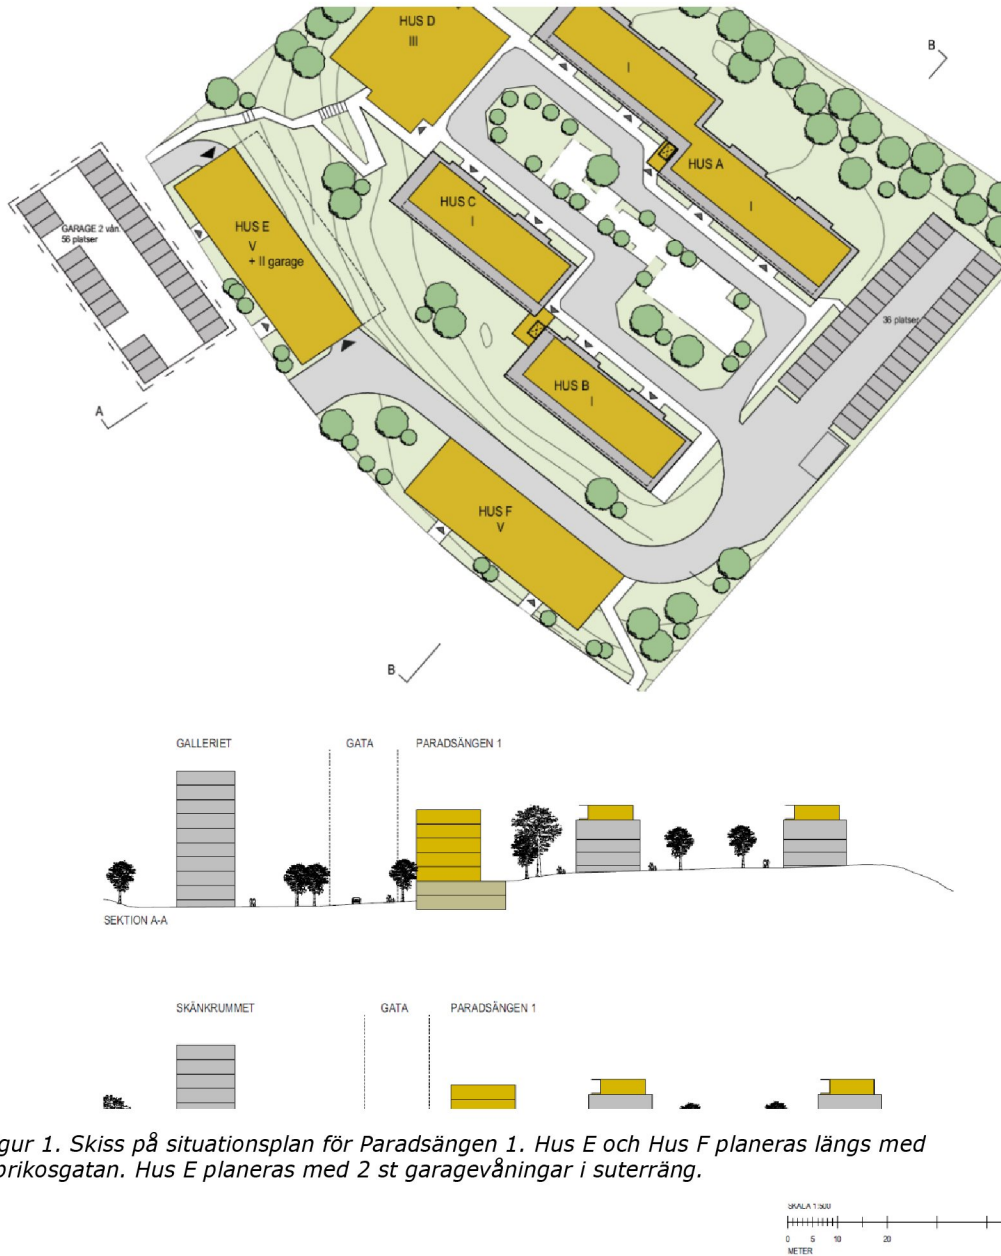 HUS D
III
B
I
HUS A
I
HUS C
I
GARAGE 2 vån.
56 platser
HUS E
V
+ II garage
36 platser
HUS B
I
A
HUS F
V
B
GALLERIET
GATA
PARADSÄNGEN 1
SEKTION A-A
SKÄNKRUMMET
GATA
PARADSÄNGEN 1
gur 1. Skiss på situationsplan för Paradsängen 1. Hus E och Hus F planeras längs med
prikosgatan. Hus E planeras med 2 st garagevåningar i suterräng.
SKALA 1:500
0 5 10 20
METER